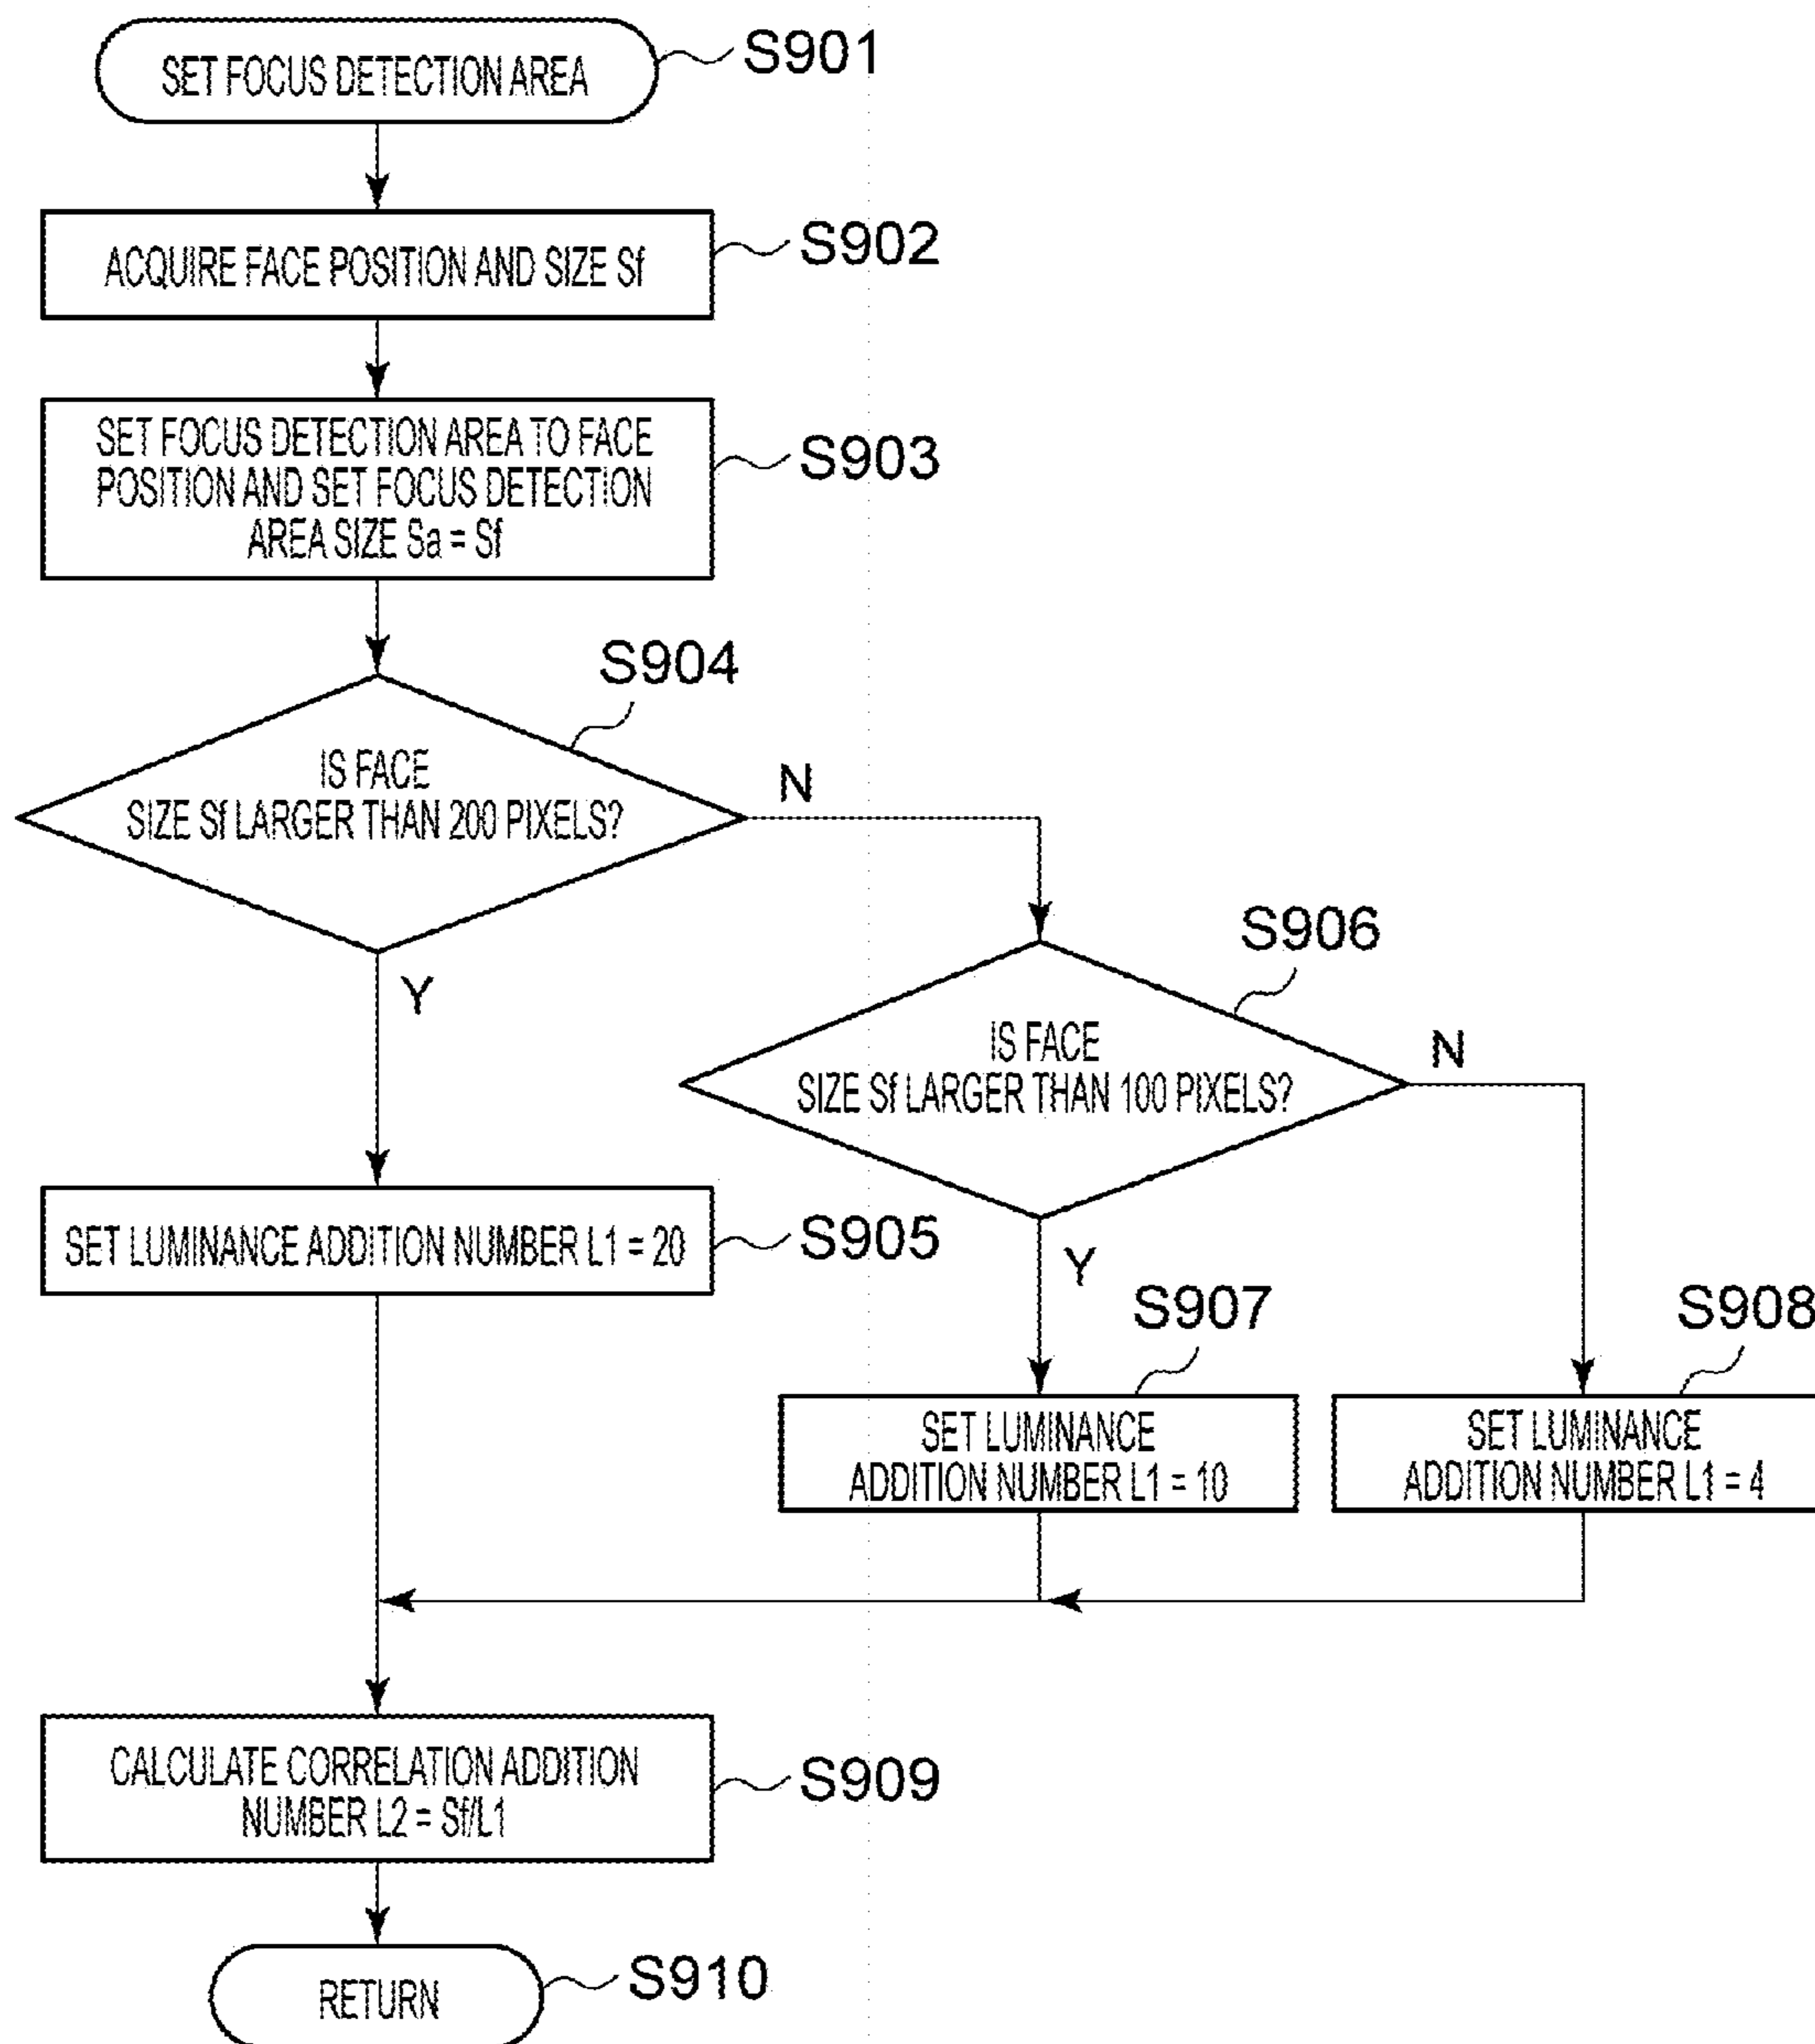 SET FOCUS DETECTION AREA
S901
ACQUIRE FACE POSITION AND SIZE Sf
S902
SET FOCUS DETECTION AREA TO FACE
POSITION AND SET FOCUS DETECTION
AREA SIZE Sa = Sf
S903
S904
IS FACE
SIZE Sf LARGER THAN 200 PIXELS?
N
Y
S906
IS FACE
SIZE Sf LARGER THAN 100 PIXELS?
N
Y
SET LUMINANCE ADDITION NUMBER L1 = 20
S905
S907
SET LUMINANCE
ADDITION NUMBER L1 = 10
S908
SET LUMINANCE
ADDITION NUMBER L1 = 4
CALCULATE CORRELATION ADDITION
NUMBER L2 = Sf/L1
S909
RETURN
S910